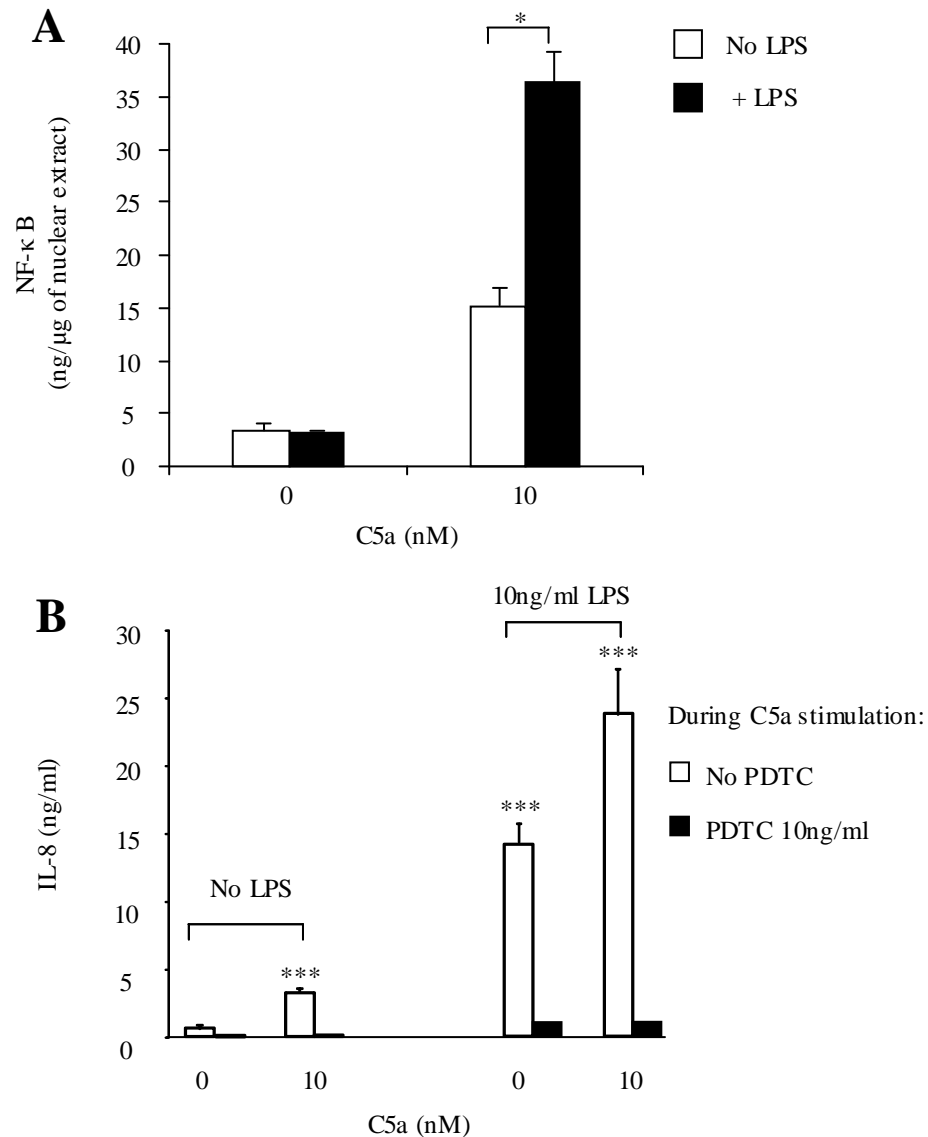 A
*
No LPS
+ LPS
40
35
30
25
20
15
10
5
0
NF-κ B
(ng/µg of nuclear extract)
0 10
C5a (nM)
B
10ng/ml LPS
30
25
20
15
10
5
0
IL-8 (ng/ml)
No LPS
***
***
***
During C5a stimulation:
No PDTC
PDTC 10ng/ml
0 10 0 10
C5a (nM)